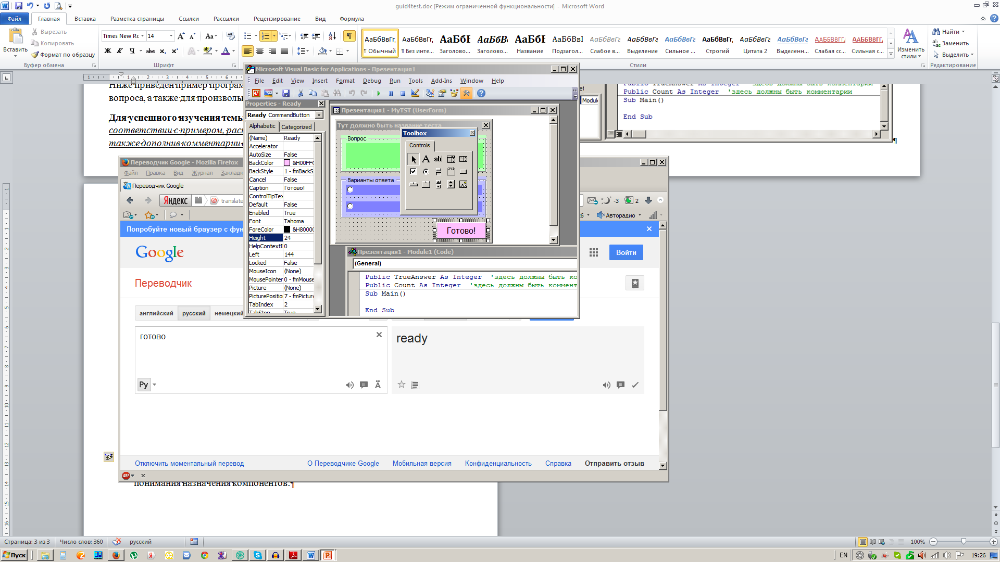 guid4test.doc [Режим ограниченной функциональности] - Microsoft Word
Файл Главная Вставка Разметка страницы Ссылки Рассылки Рецензирование Вид Формула
Вставить
Вырезать
Копировать
Формат по образцу
Буфер обмена
Times New Rc 14
Шрифт
АаБбВвГг, АаБбВвГг, АаБбЕ АаБбВ АаБбЕ АаБбВвІ АаБбВвГг АаБбВвГг АаБбВвГг АаБбВвГг, АаБбВвГг АаБбВвГг ААББВВГГ, ААББВВГГ,
¶ Обычный ¶ Без инте... Заголово... Заголово... Название Подзагол... Слабое в... Выделение Сильное ... Строгий Цитата 2 Выделенн... Слабая сс... Сильная с...
Стили
Изменить стили
Найти
Заменить
Выделить
Редактирование
Ниже приведен пример програм
вопроса, а также для произволь
Для успешного изучения темы
соответствии с примером, расп
также дополнив комментарии
Microsoft Visual Basic for Applications - Презентация1
File Edit View Insert Format Debug Run Tools Add-Ins Window Help
Properties - Ready
Ready CommandButton
Alphabetic Categorized
(Name) Ready
Accelerator
AutoSize False
BackColor &H00FFC
BackStyle 1 - fmBackS
Cancel False
Caption Готово!
ControlTipTex
Default False
Enabled True
Font Tahoma
ForeColor &H80000
Height 24
HelpContextI 0
Left 144
Locked False
MouseIcon (None)
MousePointer 0 - fmMouse
Picture (None)
PicturePositio 7 - fmPicture
TabIndex 2
TabStop True
Презентация1 - MyTST (UserForm)
Тут должно быть название теста
Вопрос
Варианты ответа
Готово!
Toolbox
Controls
Презентация1 - Module1 (Code)
(General)
Public TrueAnswer As Integer 'здесь должны быть ко
Public Count As Integer 'здесь должны быть коммент
Sub Main()
End Sub
Module
Public TrueAnswer As Integer 'здесь должны быть комментарии
Public Count As Integer 'здесь должны быть комментарии
Sub Main()
End Sub
Переводчик Google - Mozilla Firefox
Файл Правка Вид Журнал Закладк
Переводчик Google
Яндекс translate
-3 2
Авторадио
Попробуйте новый браузер с фун
Google
Войти
Переводчик
английский русский немецкий
готово
ready
Ру
Ä
Отключить моментальный перевод О Переводчике Google Мобильная версия Конфиденциальность Справка Отправить отзыв
ABP
понимания назначения компонентов.¶
Страница: 3 из 3 Число слов: 360 русский
100%
Пуск
EN 19:26